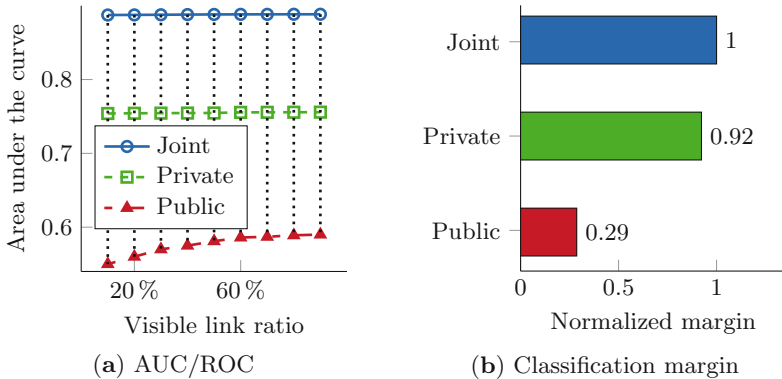 Area under the curve
0.8
0.7
0.6
Joint
Private
Public
20 %
60 %
Visible link ratio
(a) AUC/ROC
Joint
1
Private
0.92
Public
0.29
0
0.5
1
Normalized margin
(b) Classification margin